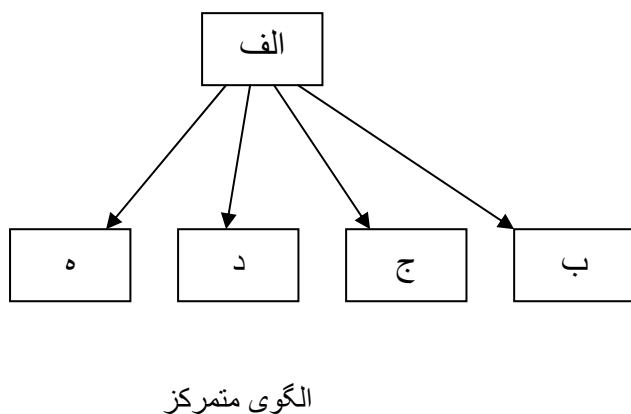 الف
ب
ج
د
ه
الگوی متمرکز